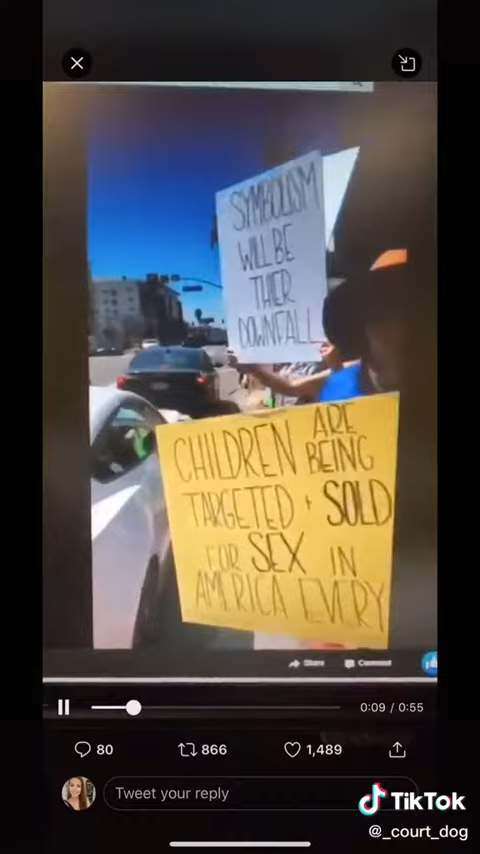 SYMBOLISM
WILL BE
THIER
DOWNFALL
CHILDREN ARE
BEING
TARGETED + SOLD
FOR SEX IN
AMERICA EVERY
Share
Comment
0:09 / 0:55
80
866
1,489
Tweet your reply
TikTok
@_court_dog